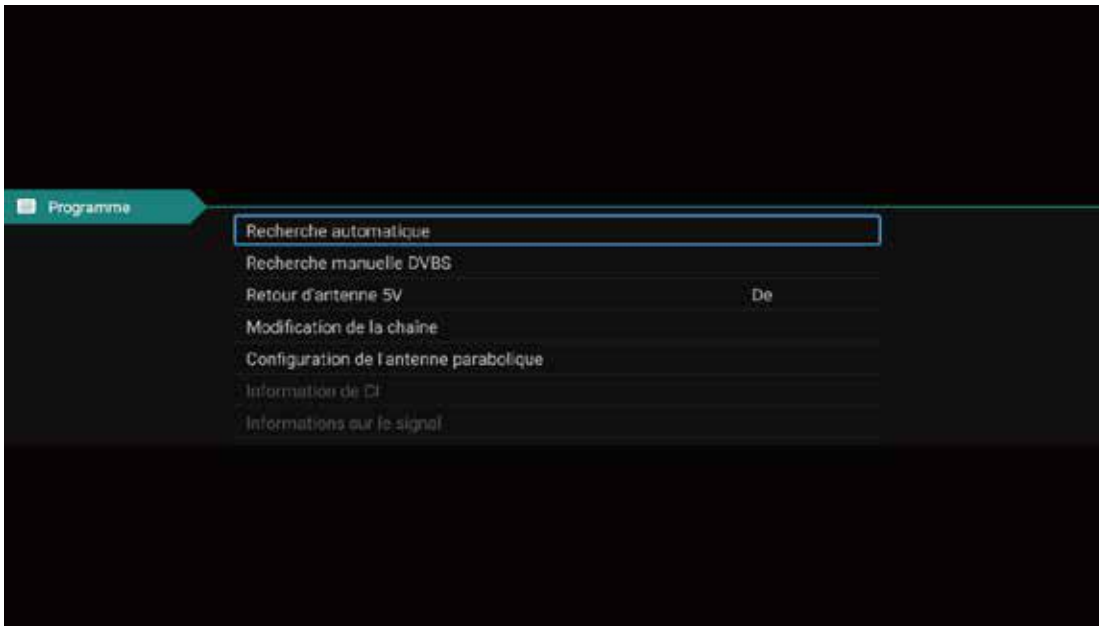 Programme
Recherche automatique
Recherche manuelle DVBS
Retour d'antenne 5V De
Modification de la chaîne
Configuration de l'antenne parabolique
Information de CI
Informations sur le signal